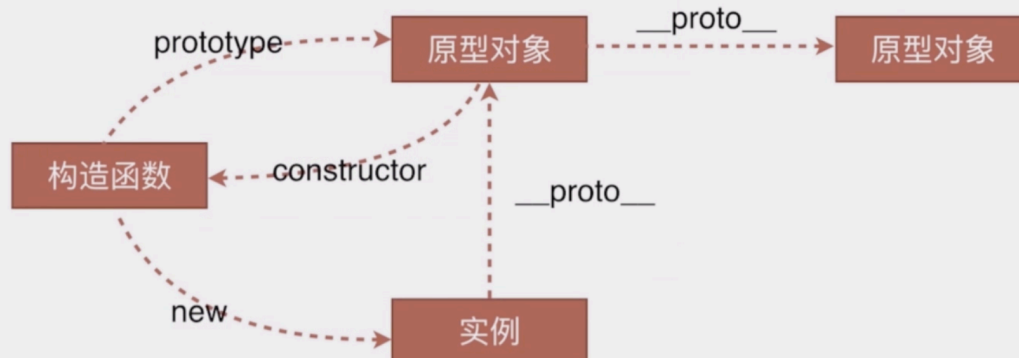 prototype
原型对象
__proto__
原型对象
构造函数
constructor
__proto__
new
实例